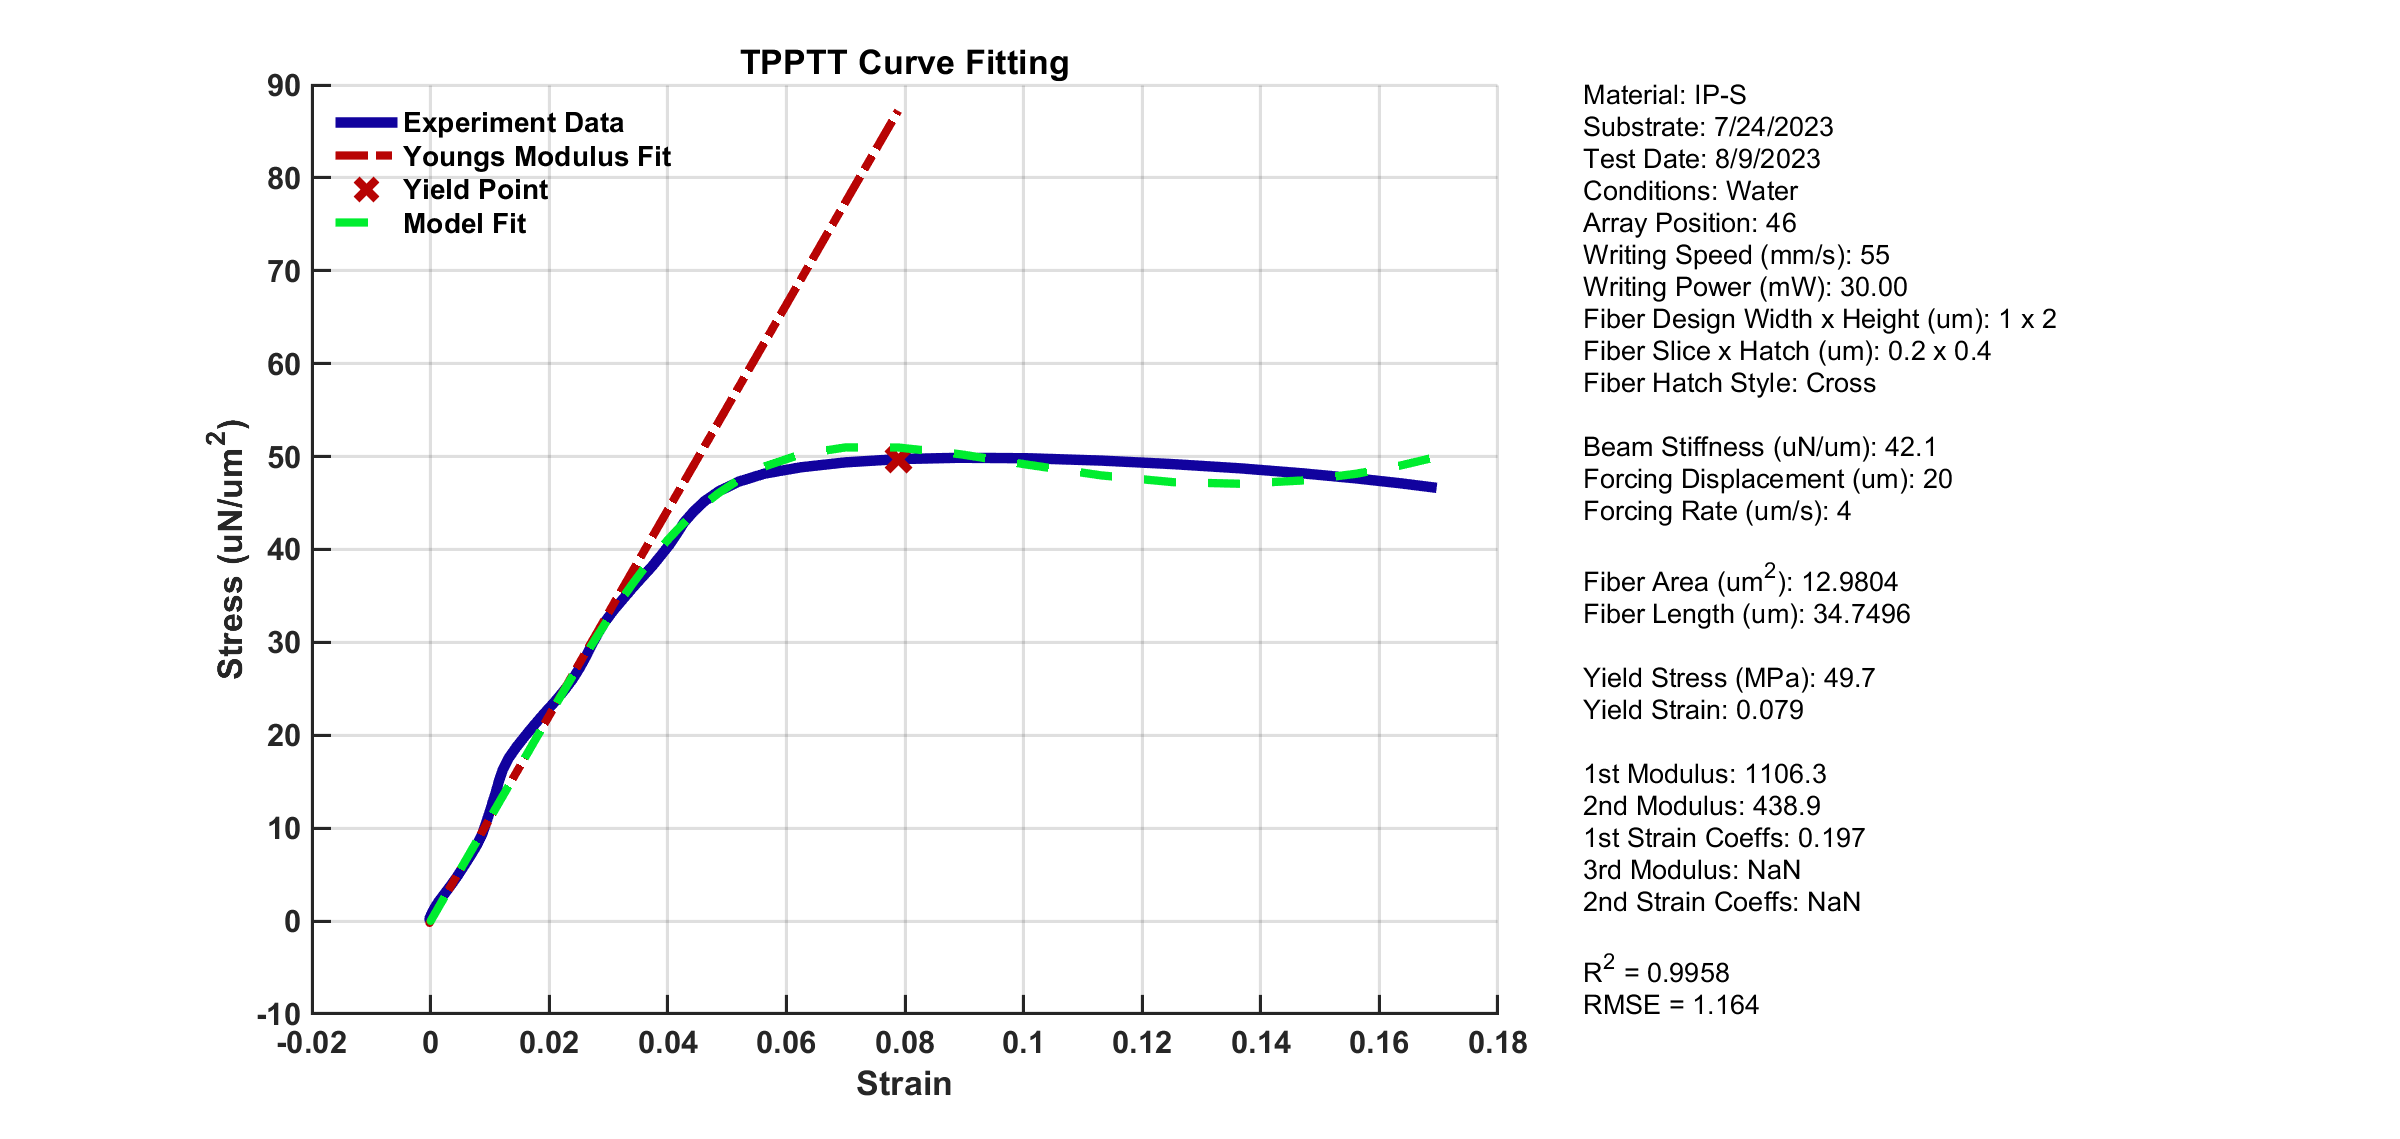 TPPTT Curve Fitting
90
80
70
60
50
40
30
20
10
0
-10
Stress (uN/um²)
Experiment Data
Youngs Modulus Fit
Yield Point
Model Fit
-0.02 0 0.02 0.04 0.06 0.08 0.1 0.12 0.14 0.16 0.18
Strain
Material: IP-S
Substrate: 7/24/2023
Test Date: 8/9/2023
Conditions: Water
Array Position: 46
Writing Speed (mm/s): 55
Writing Power (mW): 30.00
Fiber Design Width x Height (um): 1 x 2
Fiber Slice x Hatch (um): 0.2 x 0.4
Fiber Hatch Style: Cross
Beam Stiffness (uN/um): 42.1
Forcing Displacement (um): 20
Forcing Rate (um/s): 4
Fiber Area (um²): 12.9804
Fiber Length (um): 34.7496
Yield Stress (MPa): 49.7
Yield Strain: 0.079
1st Modulus: 1106.3
2nd Modulus: 438.9
1st Strain Coeffs: 0.197
3rd Modulus: NaN
2nd Strain Coeffs: NaN
R² = 0.9958
RMSE = 1.164